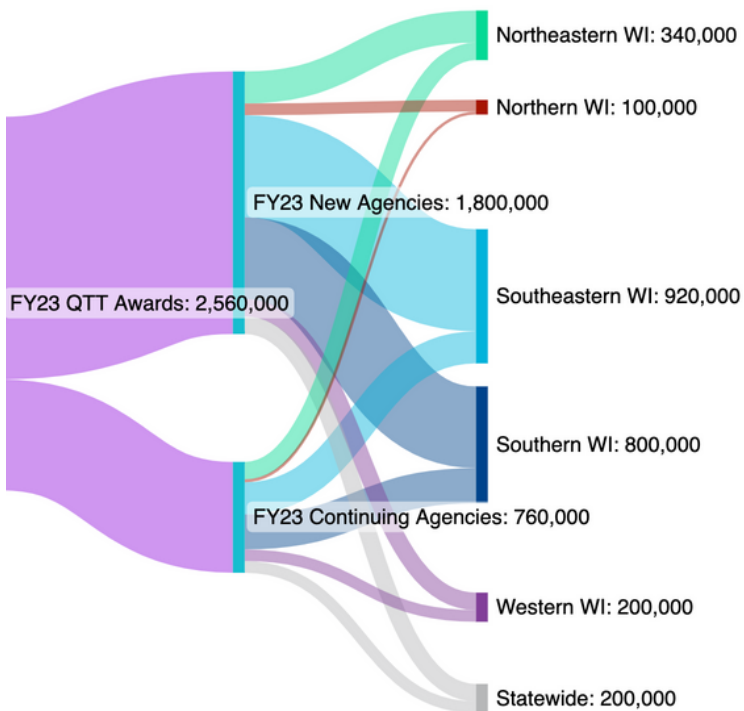 Northeastern WI: 340,000
Northern WI: 100,000
FY23 New Agencies: 1,800,000
Southeastern WI: 920,000
FY23 QTT Awards: 2,560,000
Southern WI: 800,000
FY23 Continuing Agencies: 760,000
Western WI: 200,000
Statewide: 200,000